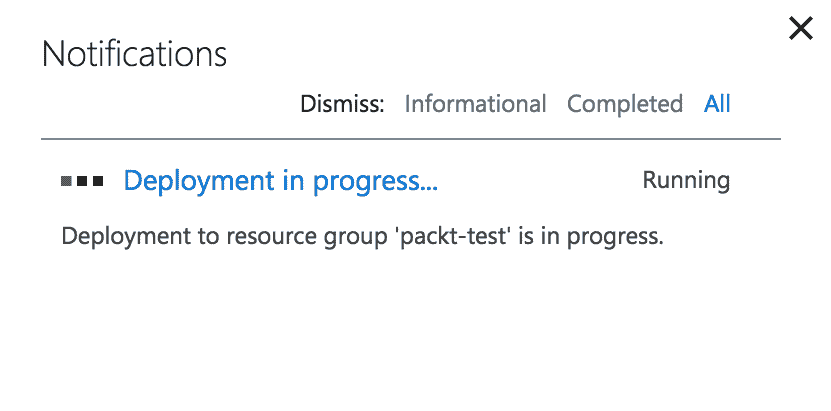 Notifications
Dismiss: Informational Completed All
Deployment in progress... Running
Deployment to resource group 'packt-test' is in progress.